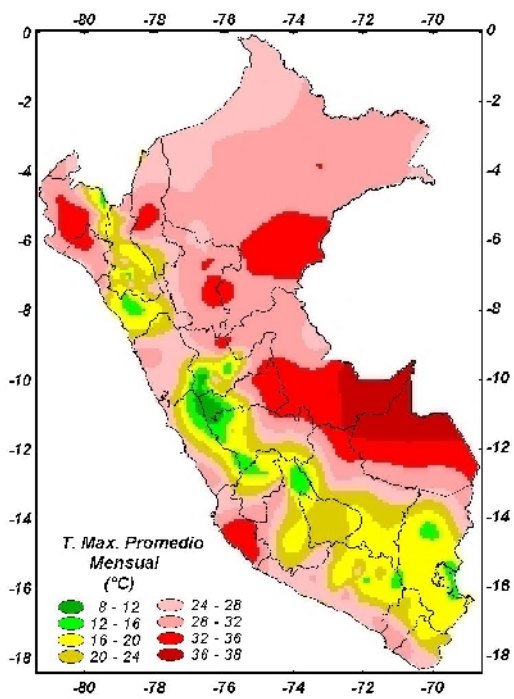 -80 -78 -76 -74 -72 -70
0 0
-2 -2
-4 -4
-6 -6
-8 -8
-10 -10
-12 -12
-14 -14
-16 -16
-18 -18
T. Max. Promedio
Mensual
(°C)
8 - 12 24 - 28
12 - 16 28 - 32
16 - 20 32 - 36
20 - 24 36 - 38
-80 -78 -76 -74 -72 -70